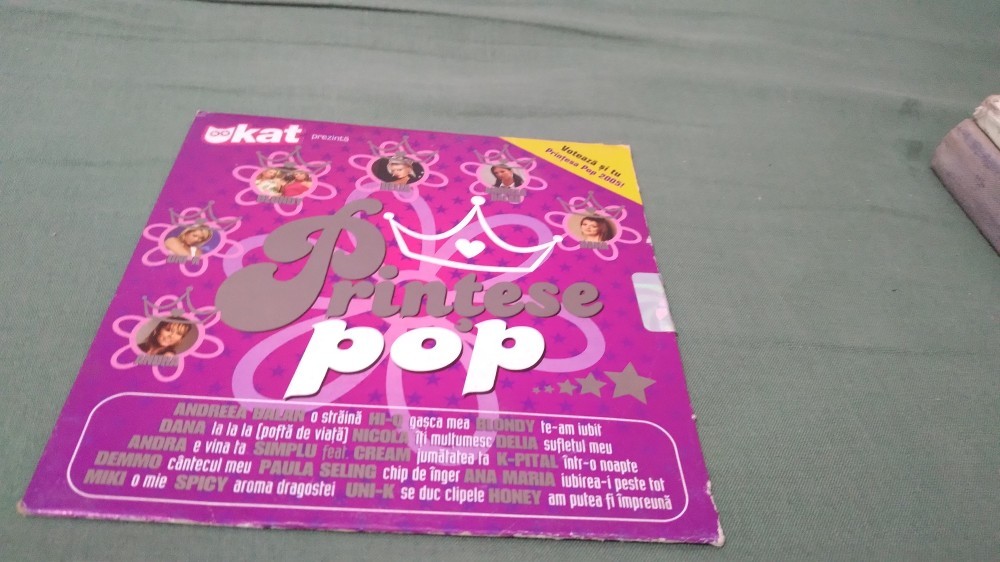 kat prezintă
Votează și tu
Prințesa Pop 2005!
BLONDY
DELIA
ANDRA
Prințese
pop
ANDREEA BALAN o străină HI-Q gașca mea BLONDY te-am iubit
DANA la la la (poftă de viață) NICOLA îți mulțumesc DELIA sufletul meu
ANDRA e vina ta SIMPLU feat. CREAM jumătatea ta K-PITAL într-o noapte
DEMMO cântecul meu PAULA SELING chip de înger ANA MARIA iubirea-i peste tot
MIKI o mie SPICY aroma dragostei UNI-K se duc clipele HONEY am putea fi împreună